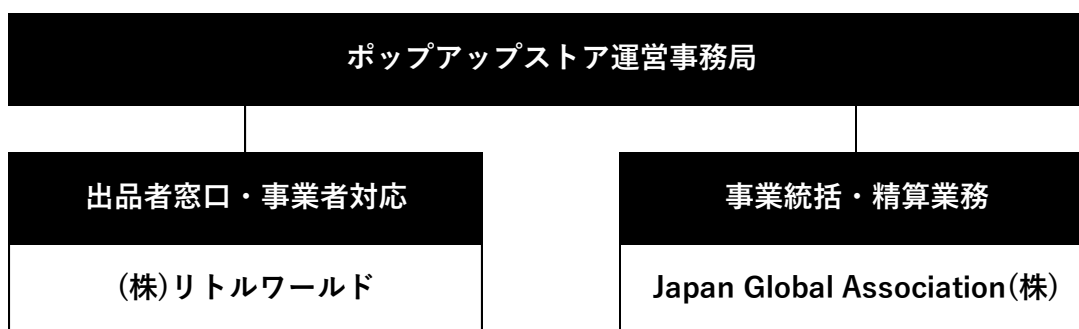 ポップアップストア運営事務局
出品者窓口・事業者対応
(株)リトルワールド
事業統括・精算業務
Japan Global Association(株)